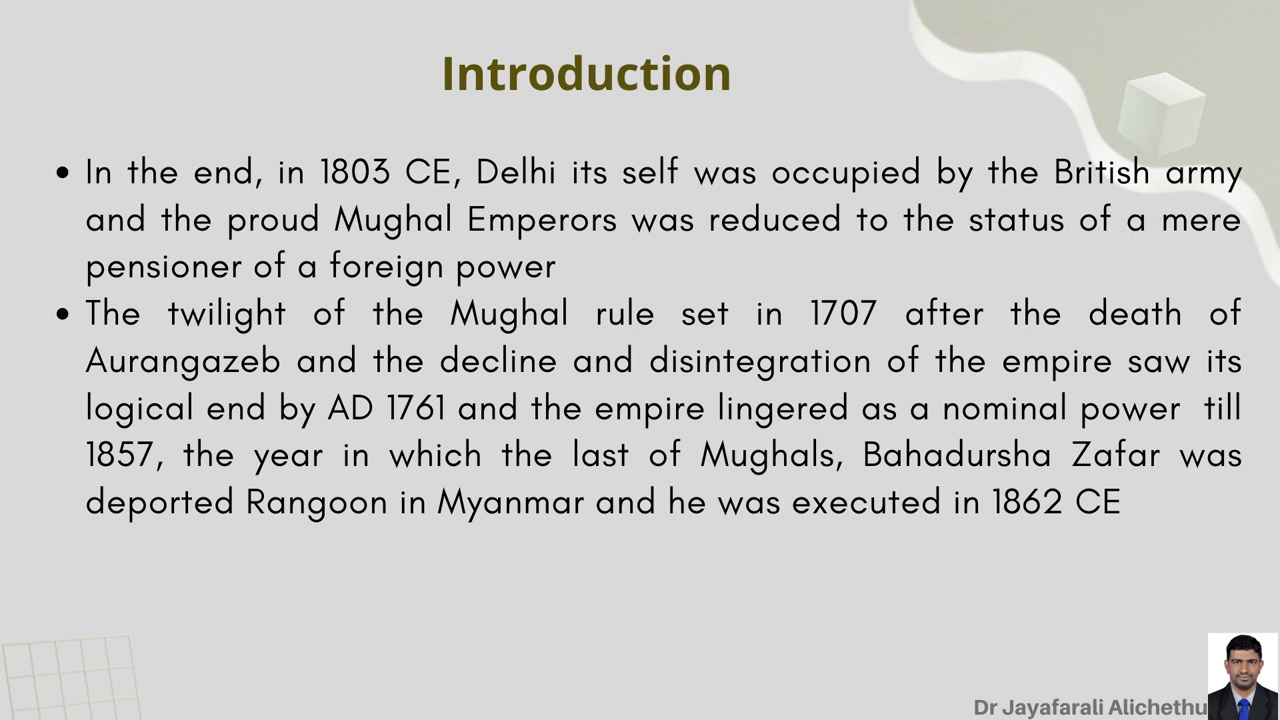 Introduction
• In the end, in 1803 CE, Delhi its self was occupied by the British army
and the proud Mughal Emperors was reduced to the status of a mere
pensioner of a foreign power
• The twilight of the Mughal rule set in 1707 after the death of
Aurangazeb and the decline and disintegration of the empire saw its
logical end by AD 1761 and the empire lingered as a nominal power till
1857, the year in which the last of Mughals, Bahadursha Zafar was
deported Rangoon in Myanmar and he was executed in 1862 CE
Dr Jayafarali Alichethu